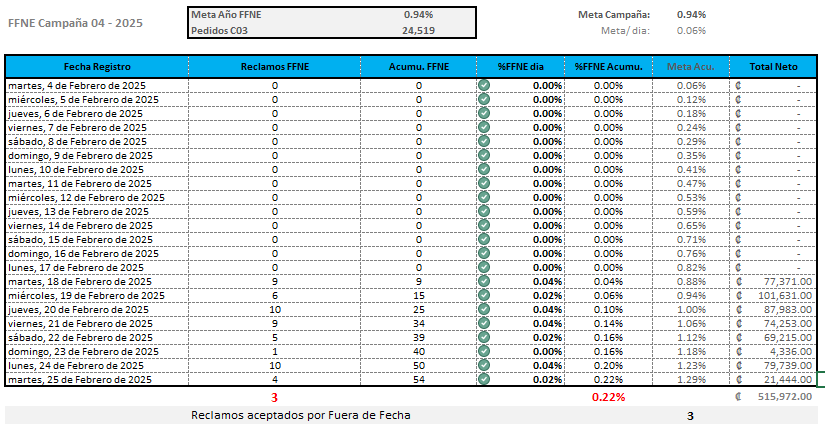 FFNE Campaña 04 - 2025
Meta Año FFNE 0.94%
Pedidos C03 24,519
Meta Campaña: 0.94%
Meta/ dia: 0.06%
Fecha Registro Reclamos FFNE Acumu. FFNE %FFNE dia %FFNE Acumu. Meta Acu. Total Neto
martes, 4 de Febrero de 2025 0 0 0.00% 0.00% 0.06% ₡ -
miércoles, 5 de Febrero de 2025 0 0 0.00% 0.00% 0.12% ₡ -
jueves, 6 de Febrero de 2025 0 0 0.00% 0.00% 0.18% ₡ -
viernes, 7 de Febrero de 2025 0 0 0.00% 0.00% 0.24% ₡ -
sábado, 8 de Febrero de 2025 0 0 0.00% 0.00% 0.29% ₡ -
domingo, 9 de Febrero de 2025 0 0 0.00% 0.00% 0.35% ₡ -
lunes, 10 de Febrero de 2025 0 0 0.00% 0.00% 0.41% ₡ -
martes, 11 de Febrero de 2025 0 0 0.00% 0.00% 0.47% ₡ -
miércoles, 12 de Febrero de 2025 0 0 0.00% 0.00% 0.53% ₡ -
jueves, 13 de Febrero de 2025 0 0 0.00% 0.00% 0.59% ₡ -
viernes, 14 de Febrero de 2025 0 0 0.00% 0.00% 0.65% ₡ -
sábado, 15 de Febrero de 2025 0 0 0.00% 0.00% 0.71% ₡ -
domingo, 16 de Febrero de 2025 0 0 0.00% 0.00% 0.76% ₡ -
lunes, 17 de Febrero de 2025 0 0 0.00% 0.00% 0.82% ₡ -
martes, 18 de Febrero de 2025 9 9 0.04% 0.04% 0.88% ₡ 77,371.00
miércoles, 19 de Febrero de 2025 6 15 0.02% 0.06% 0.94% ₡ 101,631.00
jueves, 20 de Febrero de 2025 10 25 0.04% 0.10% 1.00% ₡ 87,983.00
viernes, 21 de Febrero de 2025 9 34 0.04% 0.14% 1.06% ₡ 74,253.00
sábado, 22 de Febrero de 2025 5 39 0.02% 0.16% 1.12% ₡ 69,215.00
domingo, 23 de Febrero de 2025 1 40 0.00% 0.16% 1.18% ₡ 4,336.00
lunes, 24 de Febrero de 2025 10 50 0.04% 0.20% 1.23% ₡ 79,739.00
martes, 25 de Febrero de 2025 4 54 0.02% 0.22% 1.29% ₡ 21,444.00
3 0.22% ₡ 515,972.00
Reclamos aceptados por Fuera de Fecha 3